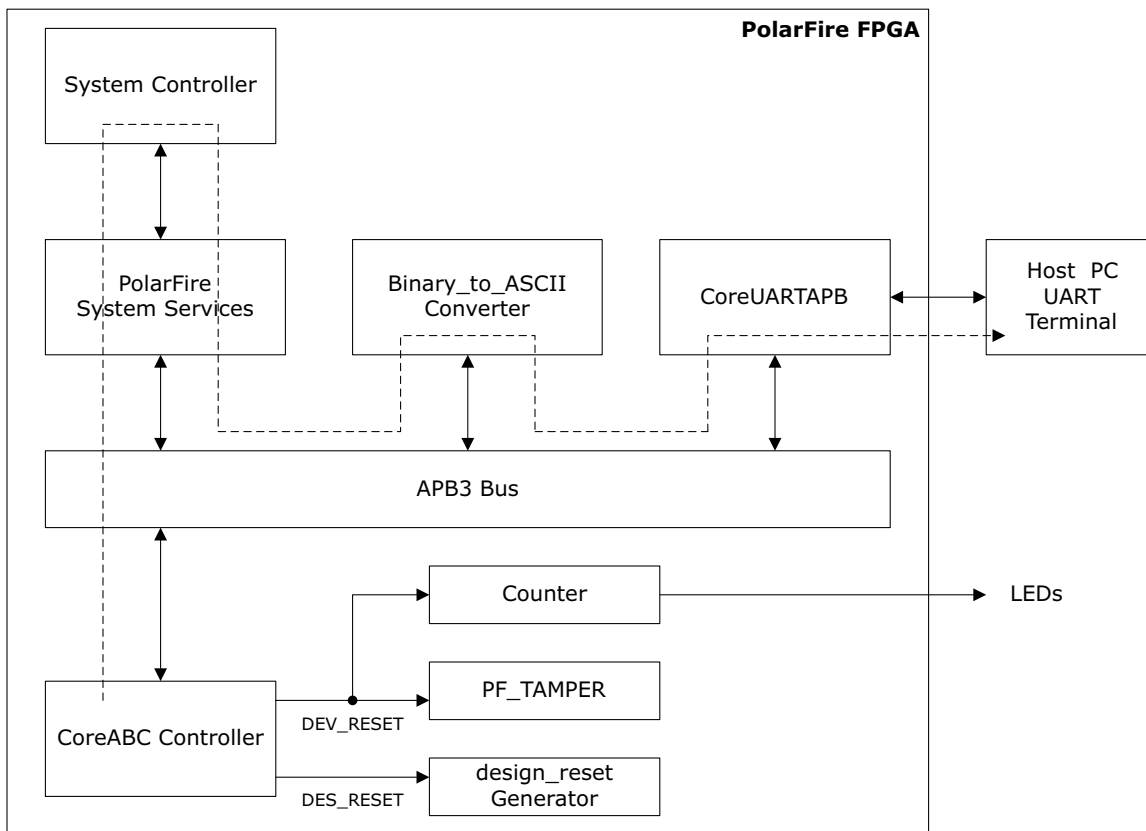 PolarFire FPGA
System Controller
PolarFire
System Services
Binary_to_ASCII
Converter
CoreUARTAPB
Host PC
UART
Terminal
APB3 Bus
Counter
LEDs
PF_TAMPER
CoreABC Controller
DEV_RESET
design_reset
Generator
DES_RESET